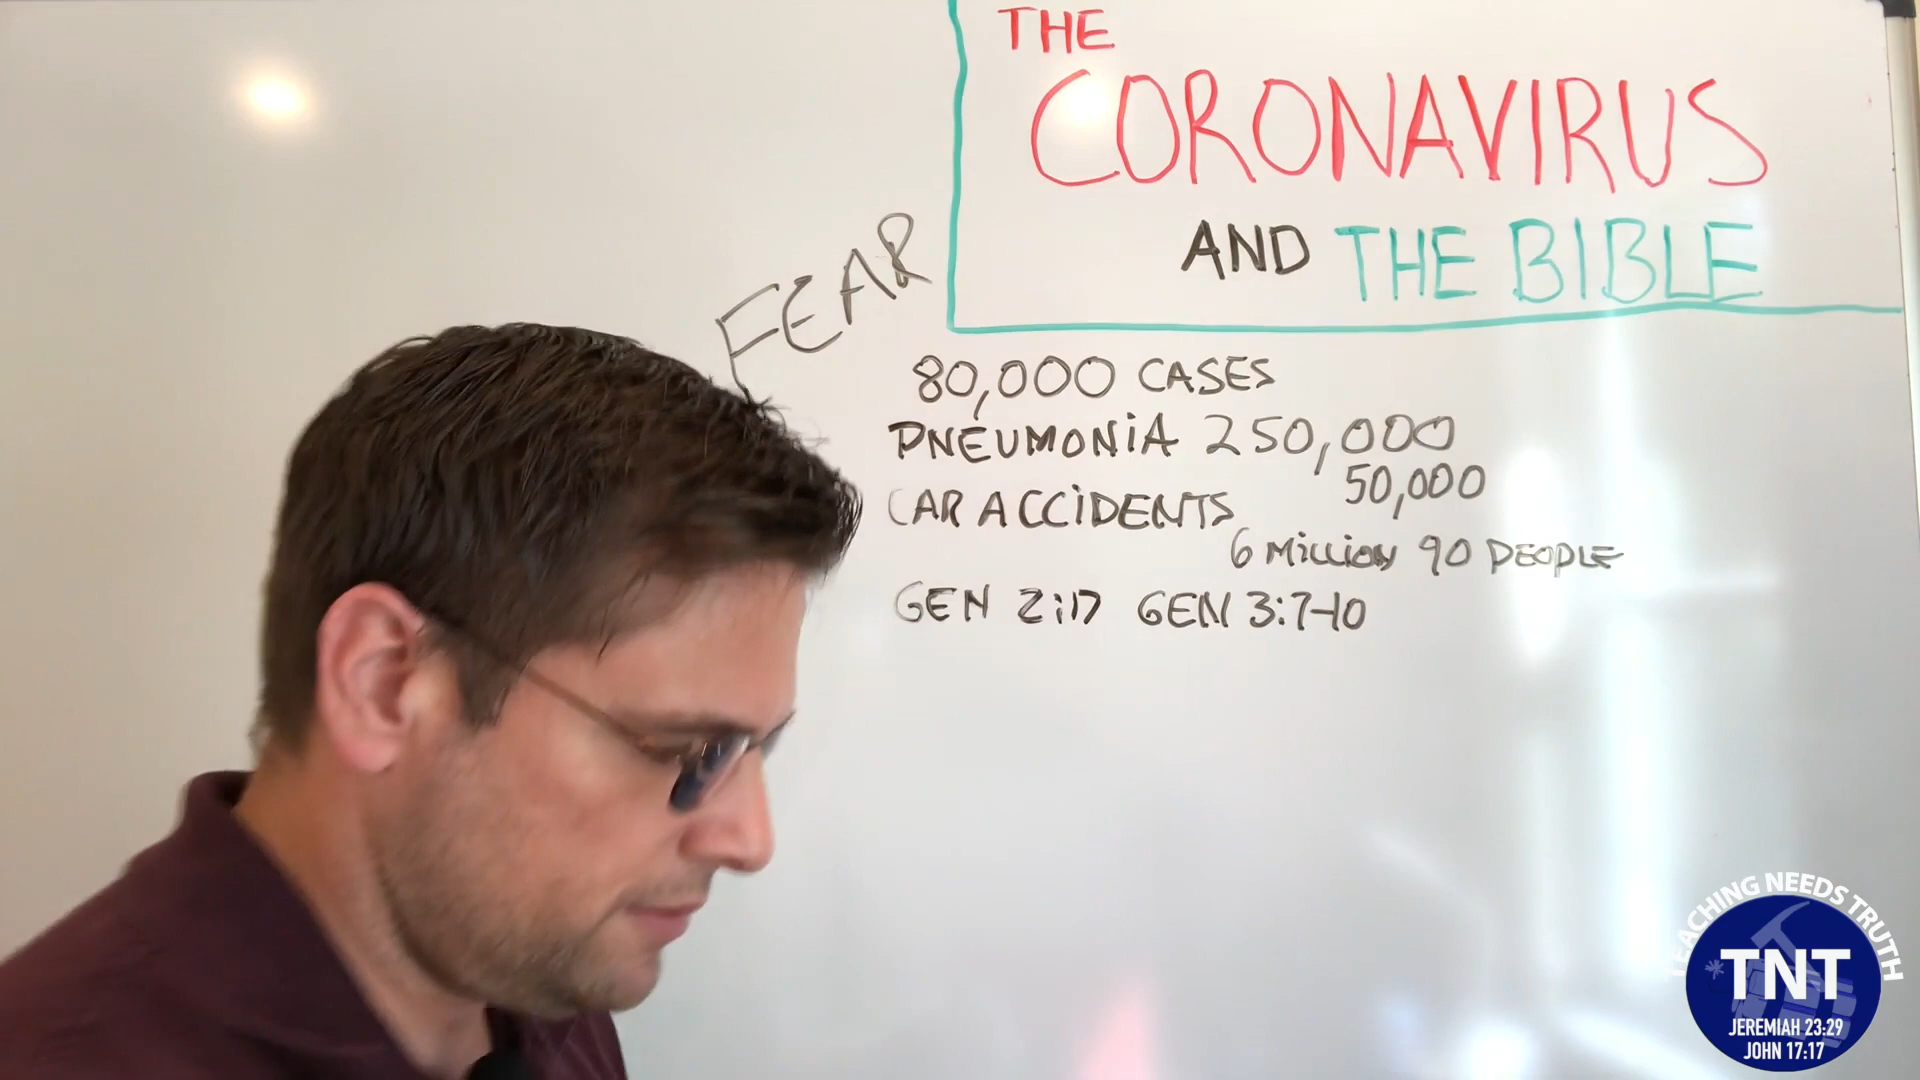 THE
CORONAVIRUS
AND THE BIBLE
FEAR
80,000 CASES
PNEUMONIA 250,000
50,000
CAR ACCIDENTS
6 MILLION 90 PEOPLE
GEN 2:17 GEN 3:7-10
TEACHING NEEDS TRUTH
TNT
JEREMIAH 23:29
JOHN 17:17